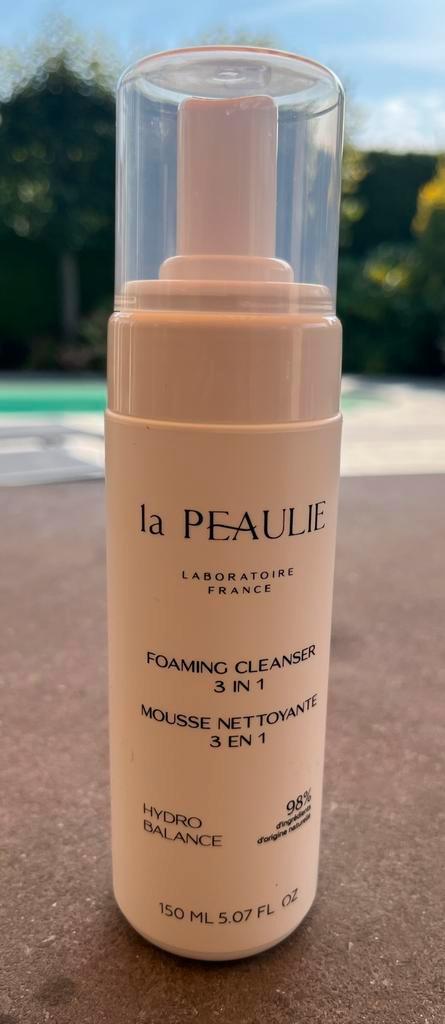 la PEAULIE
LABORATOIRE
FRANCE
FOAMING CLEANSER
3 IN 1
MOUSSE NETTOYANTE
3 EN 1
HYDRO
BALANCE
98%
d'ingrédients
d'origine naturelle
150 ML 5.07 FL OZ